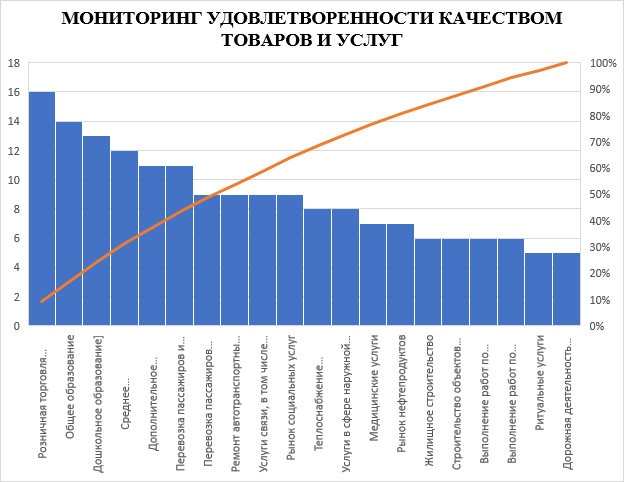 МОНИТОРИНГ УДОВЛЕТВОРЕННОСТИ КАЧЕСТВОМ
ТОВАРОВ И УСЛУГ
18
16
14
12
10
8
6
4
2
0
100%
90%
80%
70%
60%
50%
40%
30%
20%
10%
0%
Розничная торговля…
Общее образование
Дошкольное образование]
Среднее…
Дополнительное…
Перевозка пассажиров и…
Перевозка пассажиров…
Ремонт автотранспортны…
Услуги связи, в том числе…
Рынок социальных услуг
Теплоснабжение…
Услуги в сфере наружной…
Медицинские услуги
Рынок нефтепродуктов
Жилищное строительство
Строительство объектов…
Выполнение работ по…
Выполнение работ по…
Ритуальные услуги
Дорожная деятельность…